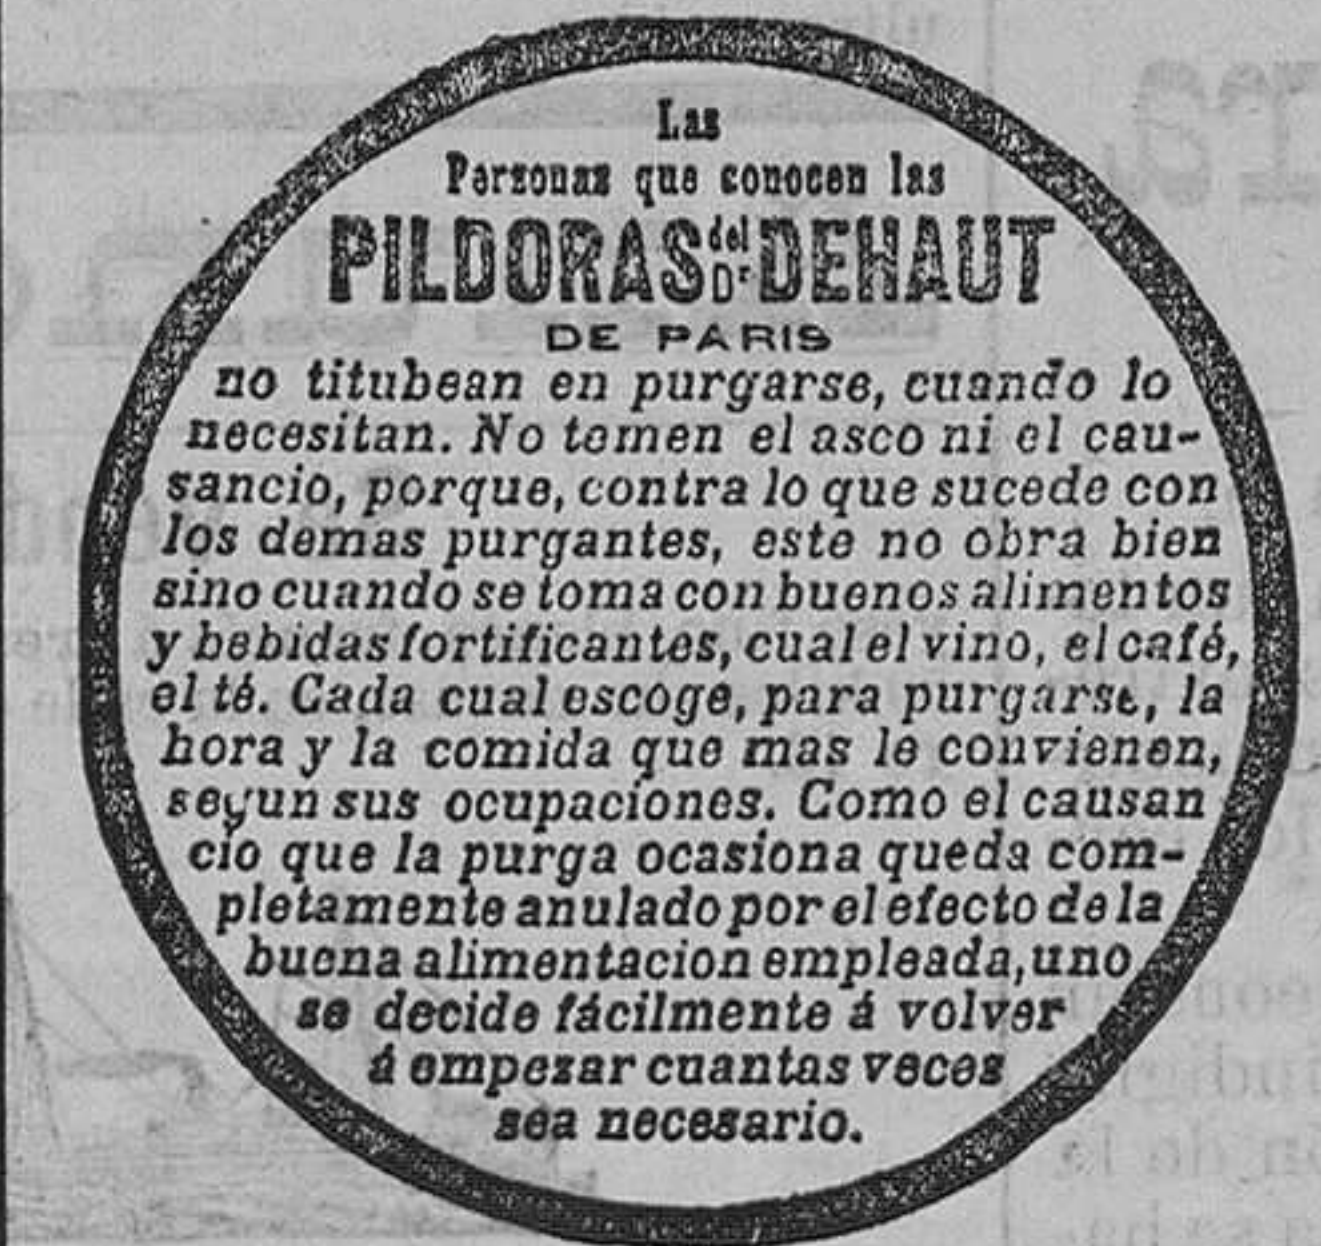 Las
Personas que conocen las
PILDORAS del Dr DEHAUT
DE PARIS
no titubean en purgarse, cuando lo
necesitan. No temen el asco ni el cau-
sancio, porque, contra lo que sucede con
los demas purgantes, este no obra bien
sino cuando se toma con buenos alimentos
y bebidas fortificantes, cual el vino, el café,
el té. Cada cual escoge, para purgarse, la
hora y la comida que mas le convienen,
segun sus ocupaciones. Como el causan
cio que la purga ocasiona queda com-
pletamente anulado por el efecto de la
buena alimentacion empleada, uno
se decide fácilmente á volver
á empezar cuantas veces
sea necesario.